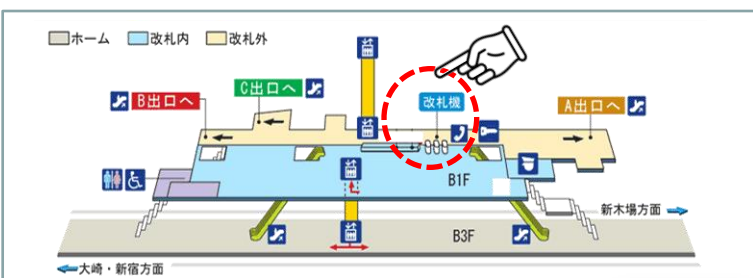 ホーム 改札内 改札外
C出口へ
B出口へ
改札機
A出口へ
B1F
新木場方面
B3F
大崎・新宿方面